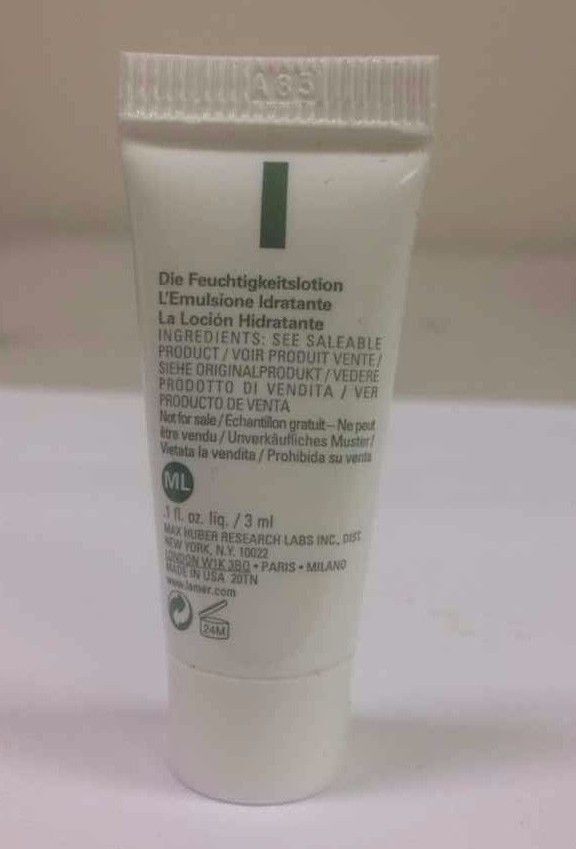 A35
Die Feuchtigkeitslotion
L'Emulsione Idratante
La Loción Hidratante
INGREDIENTS: SEE SALEABLE
PRODUCT / VOIR PRODUIT VENTE /
SIEHE ORIGINALPRODUKT / VEDERE
PRODOTTO DI VENDITA / VER
PRODUCTO DE VENTA
Not for sale / Échantillon gratuit – Ne peut
être vendu / Unverkäufliches Muster /
Vietata la vendita / Prohibida su venta
ML
.1 fl. oz. liq. / 3 ml
MAX HUBER RESEARCH LABS INC., DIST.
NEW YORK, N.Y. 10022
LONDON W1K 3BQ • PARIS • MILANO
MADE IN USA 20TN
www.lamer.com
24M